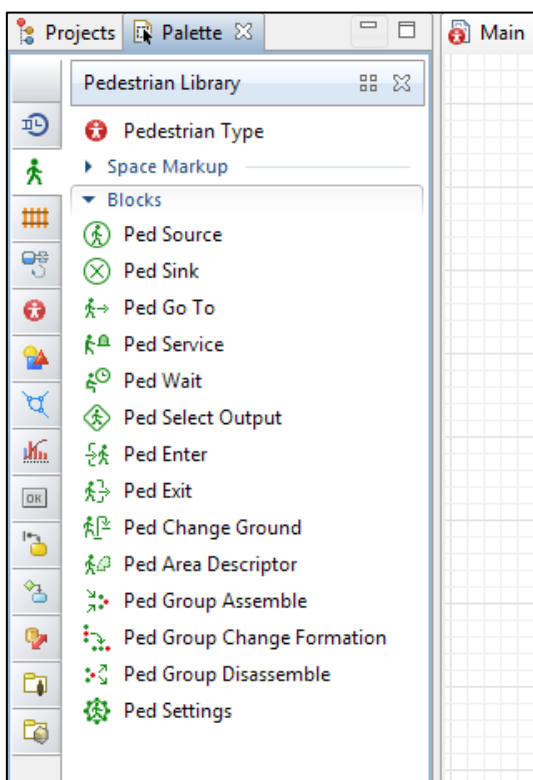 Projects Palette Main
Pedestrian Library
Pedestrian Type
Space Markup
Blocks
Ped Source
Ped Sink
Ped Go To
Ped Service
Ped Wait
Ped Select Output
Ped Enter
Ped Exit
OK
Ped Change Ground
Ped Area Descriptor
Ped Group Assemble
Ped Group Change Formation
Ped Group Disassemble
Ped Settings